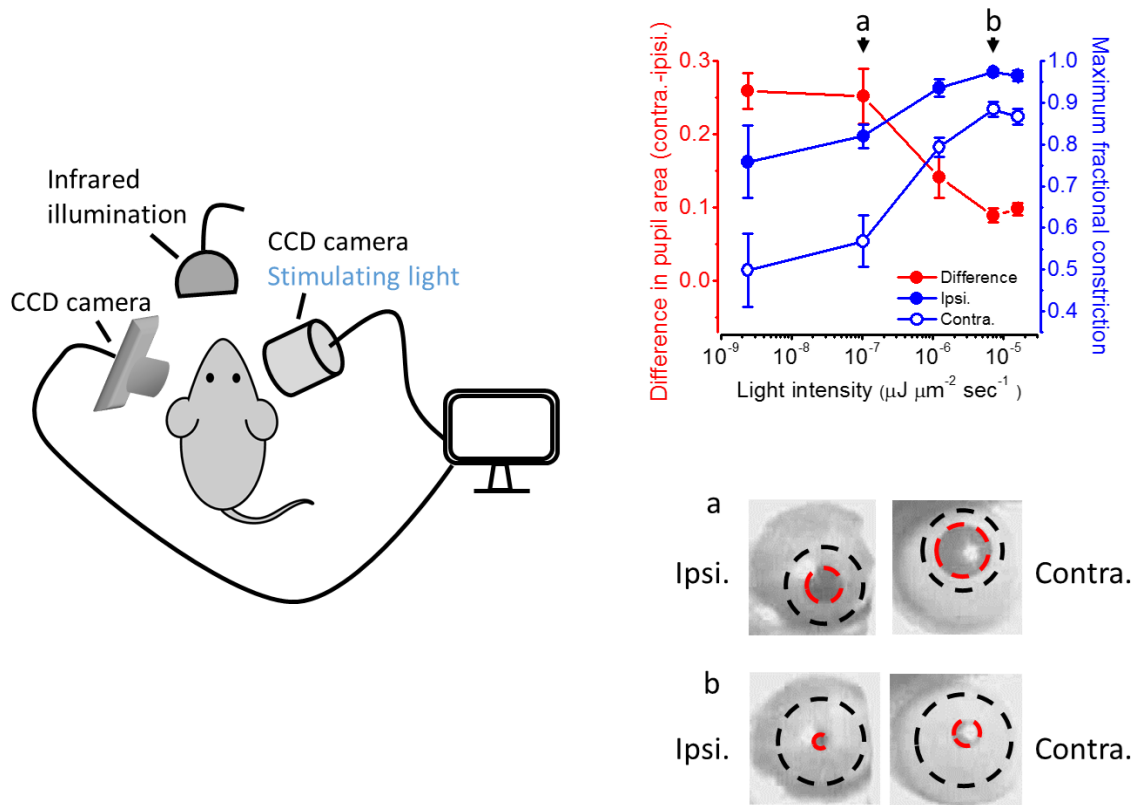 Infrared
illumination
CCD camera
CCD camera
Stimulating light
a
b
Difference in pupil area (contra.-ipisi.)
0.3
0.2
0.1
0.0
Maximum fractional constriction
1.0
0.9
0.8
0.7
0.6
0.5
0.4
Difference
Ipsi.
Contra.
10⁻⁹ 10⁻⁸ 10⁻⁷ 10⁻⁶ 10⁻⁵
Light intensity (μJ μm⁻² sec⁻¹)
a
Ipsi.
Contra.
b
Ipsi.
Contra.